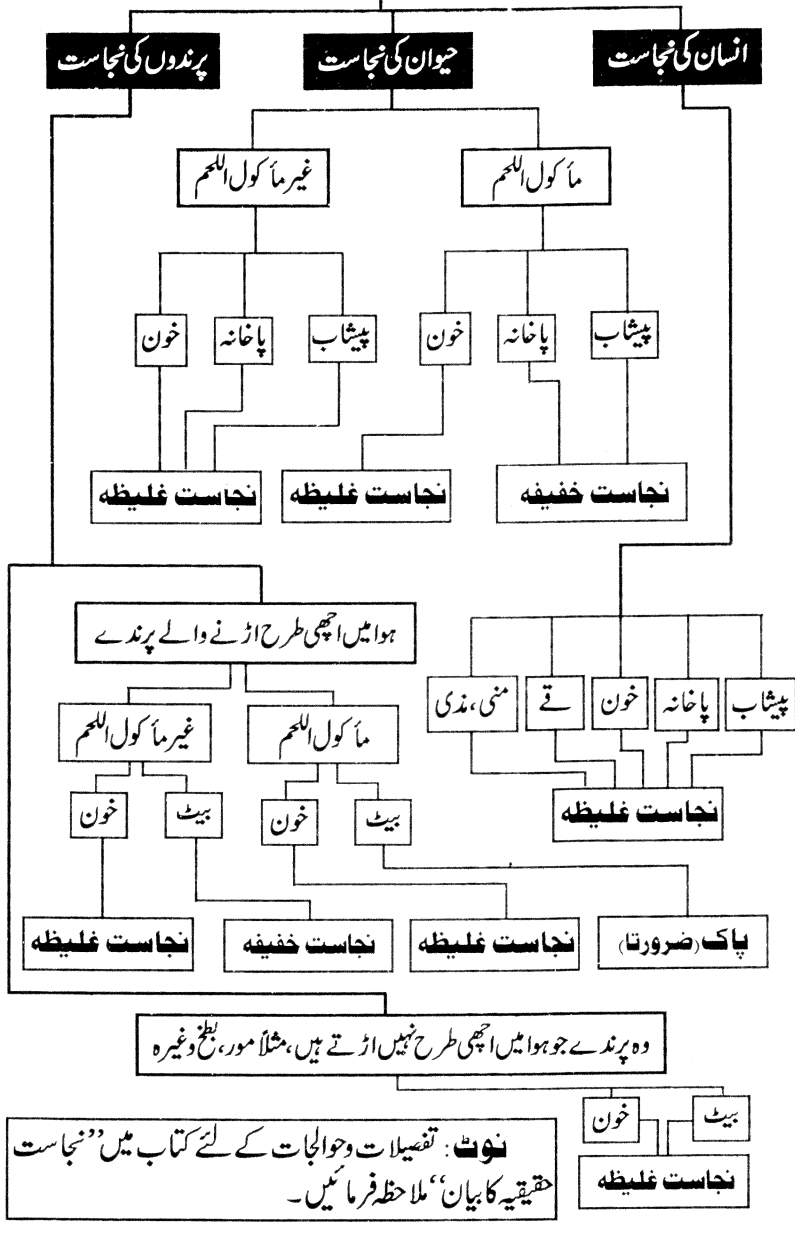 انسان کی نجاست
حیوان کی نجاست
پرندوں کی نجاست
مأکول اللحم
غیر مأکول اللحم
پیشاب
پاخانہ
خون
پیشاب
پاخانہ
خون
نجاست خفیفہ
نجاست غلیظہ
نجاست غلیظہ
ہوا میں اچھی طرح اڑنے والے پرندے
پیشاب
پاخانہ
خون
قے
منی، مذی
مأکول اللحم
غیر مأکول اللحم
نجاست غلیظہ
بیٹ
خون
بیٹ
خون
پاک (ضرورتا)
نجاست غلیظہ
نجاست خفیفہ
نجاست غلیظہ
وہ پرندے جو ہوا میں اچھی طرح نہیں اڑتے ہیں، مثلاً مور، بطخ وغیرہ
بیٹ
خون
نجاست غلیظہ
نوٹ: تفصیلات و حوالجات کے لئے کتاب میں ”نجاست
حقیقیہ کا بیان“ ملاحظہ فرمائیں۔